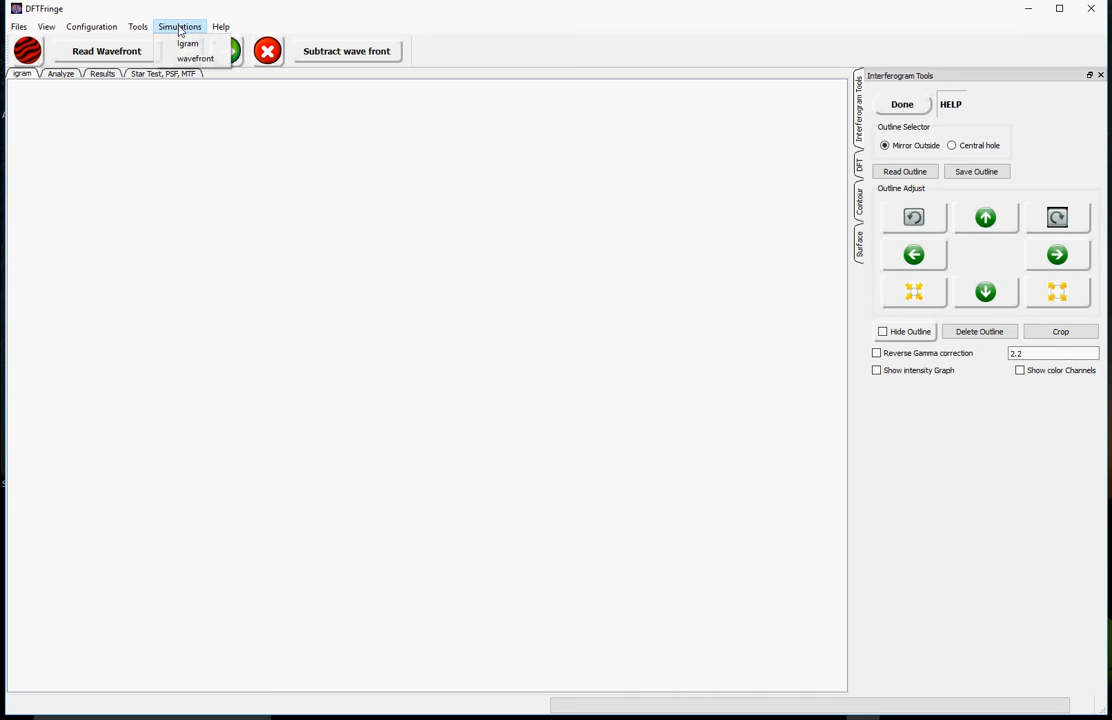 DFTFringe
Files View Configuration Tools Simulations Help
Igram
wavefront
Read Wavefront
Subtract wave front
igram Analyze Results Star Test, PSF, MTF
Interferogram Tools
DFT
Contour
Surface
Interferogram Tools
Done HELP
Outline Selector
Mirror Outside Central hole
Read Outline Save Outline
Outline Adjust
Hide Outline Delete Outline Crop
Reverse Gamma correction 2.2
Show intensity Graph Show color Channels